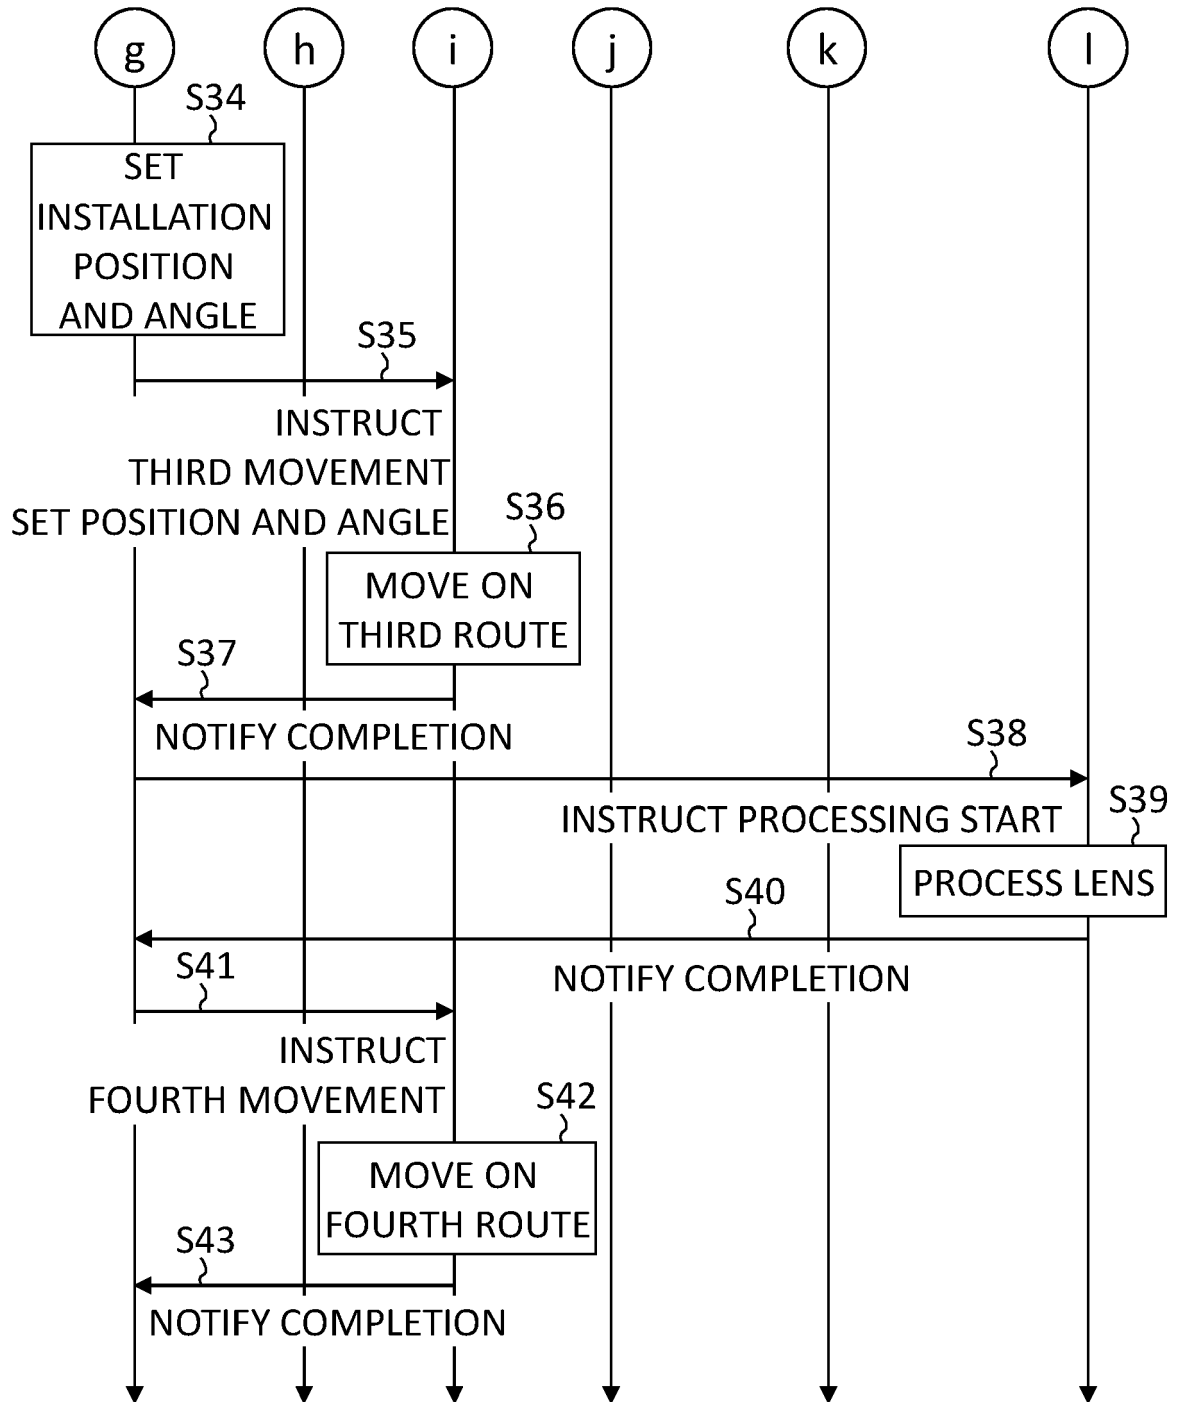 g h i j k l
S34
SET
INSTALLATION
POSITION
AND ANGLE
S35
INSTRUCT
THIRD MOVEMENT
SET POSITION AND ANGLE
S36
MOVE ON
THIRD ROUTE
S37
NOTIFY COMPLETION
S38
INSTRUCT PROCESSING START
S39
PROCESS LENS
S40
NOTIFY COMPLETION
S41
INSTRUCT
FOURTH MOVEMENT
S42
MOVE ON
FOURTH ROUTE
S43
NOTIFY COMPLETION